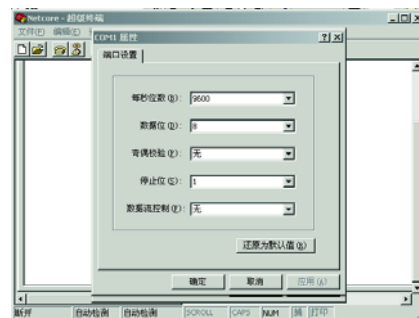 Netcore - 超级终端
文件(F) 编辑(E)
COM1 属性
端口设置
每秒位数(B): 9600
数据位(D): 8
奇偶校验(P): 无
停止位(S): 1
数据流控制(F): 无
还原为默认值(R)
确定 取消 应用(A)
断开 自动检测 自动检测 SCROLL CAPS NUM 捕 打印